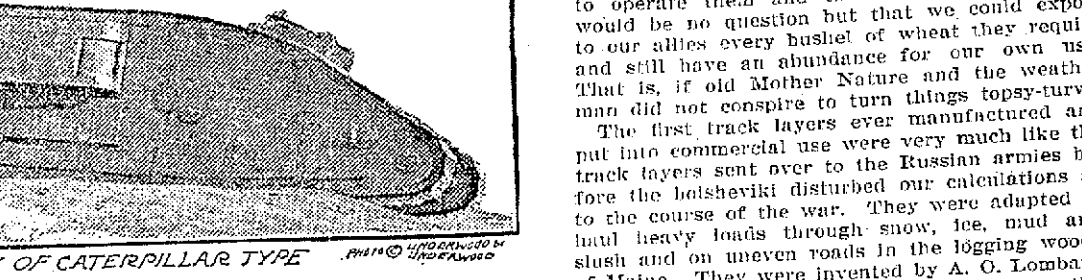 Y OF CATERPILLAR TYPE
PHOTO © UNDERWOOD &
UNDERWOOD
to operate them and
would be no question but that we could expo
to our allies every bushel of wheat they requi
and still have an abundance for our own us
That is, if old Mother Nature and the weath
man did not conspire to turn things topsy-turv
The first track layers ever manufactured a
put into commercial use were very much like th
track layers sent over to the Russian armies b
fore the bolsheviki disturbed our calculations
to the course of the war. They were adapted
haul heavy loads through snow, ice, mud a
slush and on uneven roads in the logging woo
of Maine. They were invented by A. O. Lomba